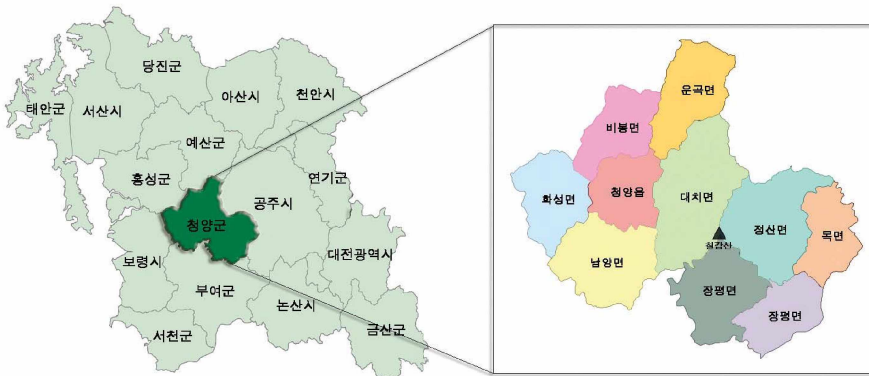 당진군
아산시
천안시
태안군
서산시
예산군
홍성군
연기군
공주시
청양군
보령시
대전광역시
부여군
논산시
서천군
금산군
운곡면
비봉면
화성면
청양읍
대치면
정산면
목면
칠갑산
남양면
장평면
장평면